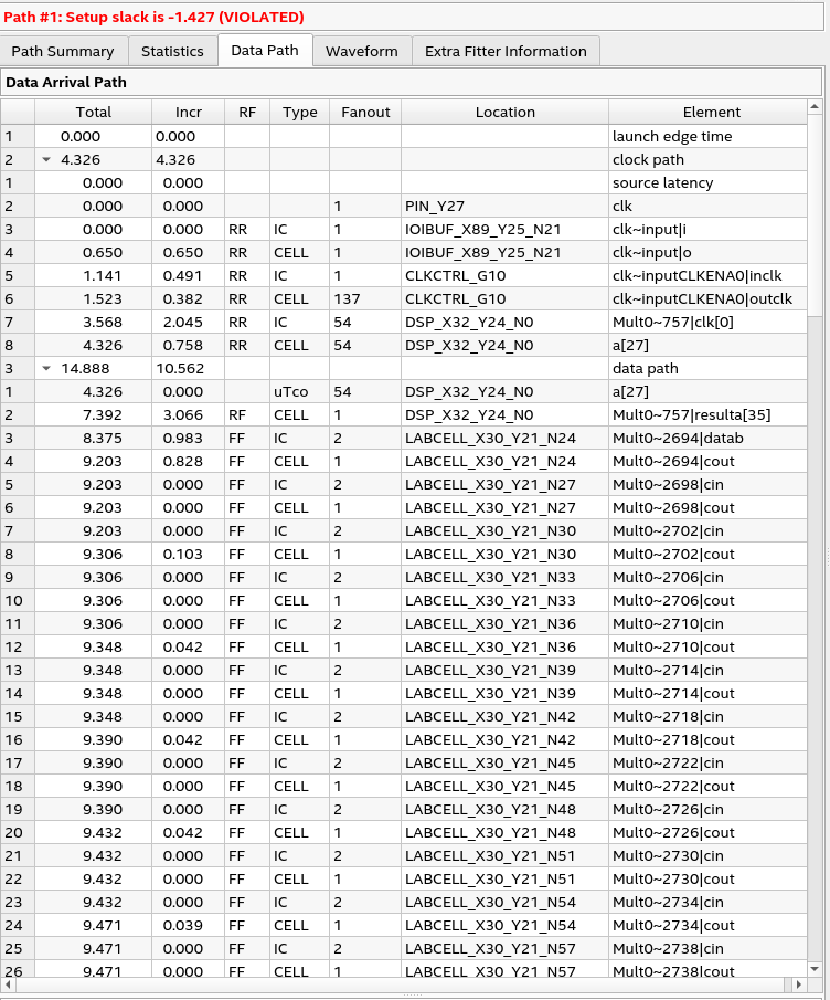 Path #1: Setup slack is -1.427 (VIOLATED)
Path Summary Statistics Data Path Waveform Extra Fitter Information
Data Arrival Path
Total Incr RF Type Fanout Location Element
1 0.000 0.000 launch edge time
2 4.326 4.326 clock path
1 0.000 0.000 source latency
2 0.000 0.000 1 PIN_Y27 clk
3 0.000 0.000 RR IC 1 IOIBUF_X89_Y25_N21 clk~input|i
4 0.650 0.650 RR CELL 1 IOIBUF_X89_Y25_N21 clk~input|o
5 1.141 0.491 RR IC 1 CLKCTRL_G10 clk~inputCLKENA0|inclk
6 1.523 0.382 RR CELL 137 CLKCTRL_G10 clk~inputCLKENA0|outclk
7 3.568 2.045 RR IC 54 DSP_X32_Y24_N0 Mult0~757|clk[0]
8 4.326 0.758 RR CELL 54 DSP_X32_Y24_N0 a[27]
3 14.888 10.562 data path
1 4.326 0.000 uTco 54 DSP_X32_Y24_N0 a[27]
2 7.392 3.066 RF CELL 1 DSP_X32_Y24_N0 Mult0~757|resulta[35]
3 8.375 0.983 FF IC 2 LABCELL_X30_Y21_N24 Mult0~2694|datab
4 9.203 0.828 FF CELL 1 LABCELL_X30_Y21_N24 Mult0~2694|cout
5 9.203 0.000 FF IC 2 LABCELL_X30_Y21_N27 Mult0~2698|cin
6 9.203 0.000 FF CELL 1 LABCELL_X30_Y21_N27 Mult0~2698|cout
7 9.203 0.000 FF IC 2 LABCELL_X30_Y21_N30 Mult0~2702|cin
8 9.306 0.103 FF CELL 1 LABCELL_X30_Y21_N30 Mult0~2702|cout
9 9.306 0.000 FF IC 2 LABCELL_X30_Y21_N33 Mult0~2706|cin
10 9.306 0.000 FF CELL 1 LABCELL_X30_Y21_N33 Mult0~2706|cout
11 9.306 0.000 FF IC 2 LABCELL_X30_Y21_N36 Mult0~2710|cin
12 9.348 0.042 FF CELL 1 LABCELL_X30_Y21_N36 Mult0~2710|cout
13 9.348 0.000 FF IC 2 LABCELL_X30_Y21_N39 Mult0~2714|cin
14 9.348 0.000 FF CELL 1 LABCELL_X30_Y21_N39 Mult0~2714|cout
15 9.348 0.000 FF IC 2 LABCELL_X30_Y21_N42 Mult0~2718|cin
16 9.390 0.042 FF CELL 1 LABCELL_X30_Y21_N42 Mult0~2718|cout
17 9.390 0.000 FF IC 2 LABCELL_X30_Y21_N45 Mult0~2722|cin
18 9.390 0.000 FF CELL 1 LABCELL_X30_Y21_N45 Mult0~2722|cout
19 9.390 0.000 FF IC 2 LABCELL_X30_Y21_N48 Mult0~2726|cin
20 9.432 0.042 FF CELL 1 LABCELL_X30_Y21_N48 Mult0~2726|cout
21 9.432 0.000 FF IC 2 LABCELL_X30_Y21_N51 Mult0~2730|cin
22 9.432 0.000 FF CELL 1 LABCELL_X30_Y21_N51 Mult0~2730|cout
23 9.432 0.000 FF IC 2 LABCELL_X30_Y21_N54 Mult0~2734|cin
24 9.471 0.039 FF CELL 1 LABCELL_X30_Y21_N54 Mult0~2734|cout
25 9.471 0.000 FF IC 2 LABCELL_X30_Y21_N57 Mult0~2738|cin
26 9.471 0.000 FF CELL 1 LABCELL_X30_Y21_N57 Mult0~2738|cout